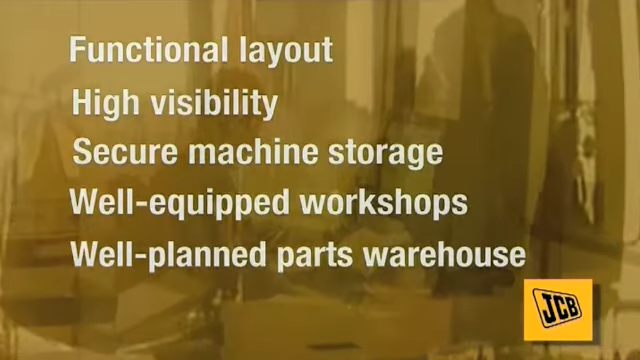 Functional layout
High visibility
Secure machine storage
Well-equipped workshops
Well-planned parts warehouse
JCB